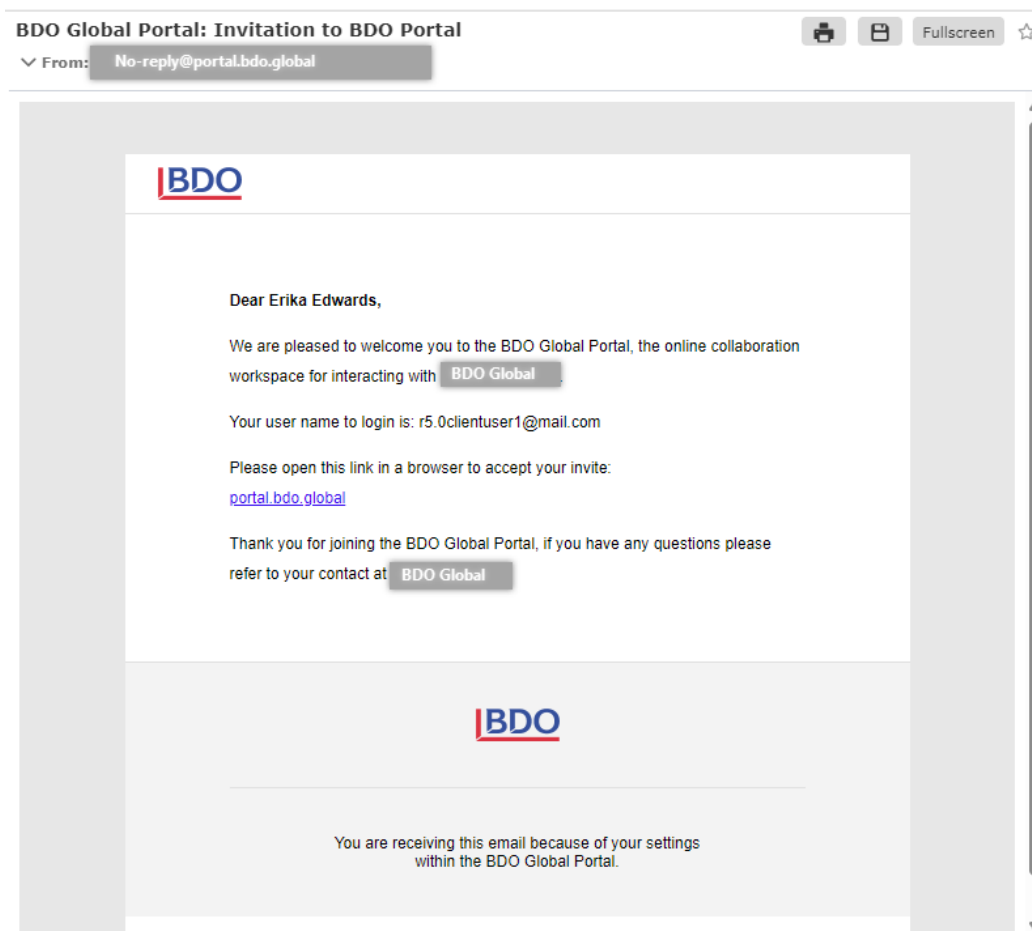 BDO Global Portal: Invitation to BDO Portal
Fullscreen
From: No-reply@portal.bdo.global
BDO
Dear Erika Edwards,
We are pleased to welcome you to the BDO Global Portal, the online collaboration
workspace for interacting with BDO Global.
Your user name to login is: r5.0clientuser1@mail.com
Please open this link in a browser to accept your invite:
portal.bdo.global
Thank you for joining the BDO Global Portal, if you have any questions please
refer to your contact at BDO Global
BDO
You are receiving this email because of your settings
within the BDO Global Portal.